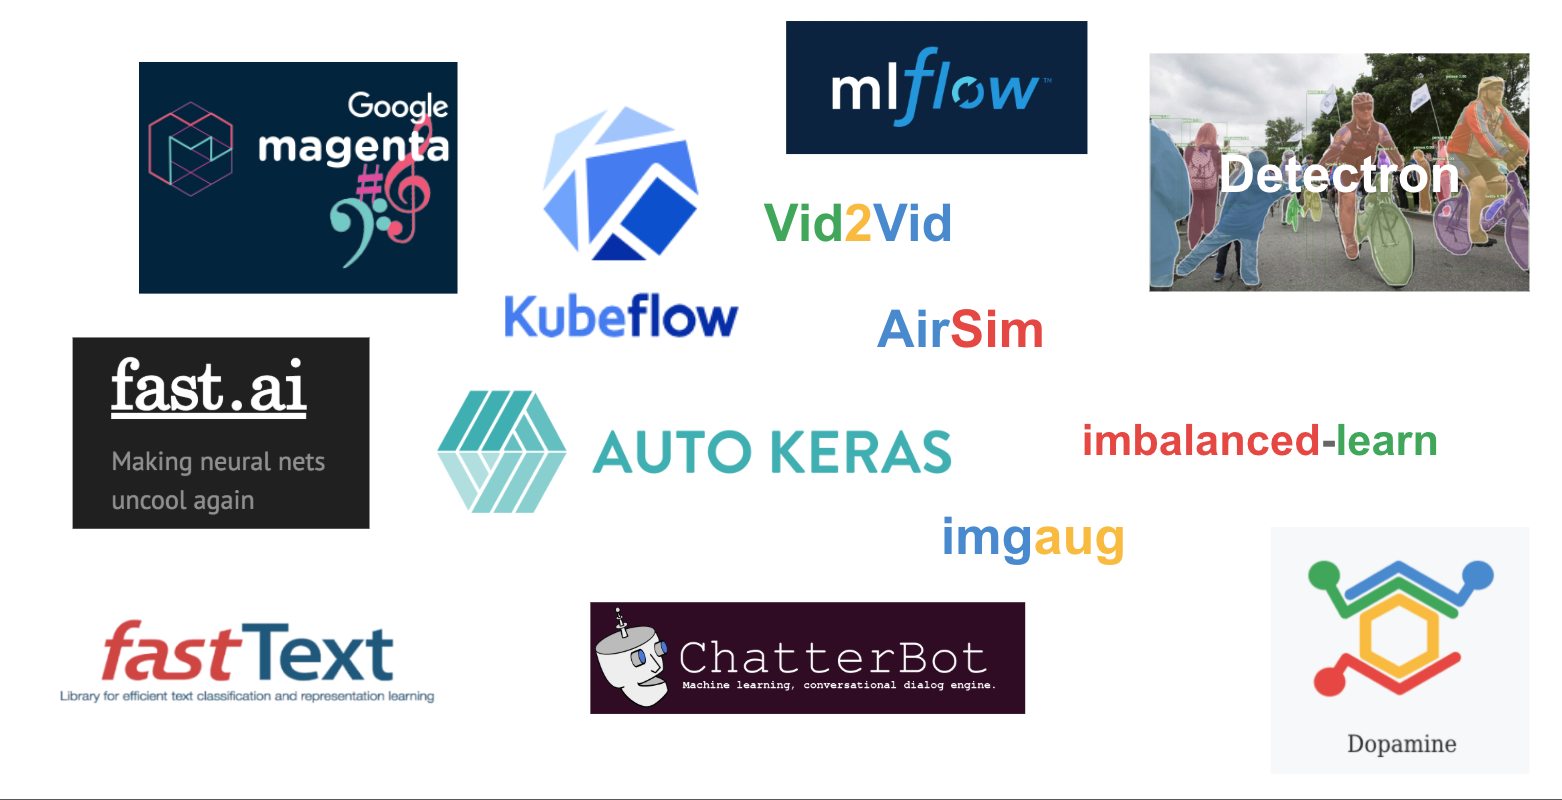 Google
magenta
mlflow™
Detectron
Kubeflow
Vid2Vid
AirSim
fast.ai
Making neural nets
uncool again
AUTO KERAS
imbalanced-learn
imgaug
fastText
Library for efficient text classification and representation learning
ChatterBot
Machine learning, conversational dialog engine.
Dopamine